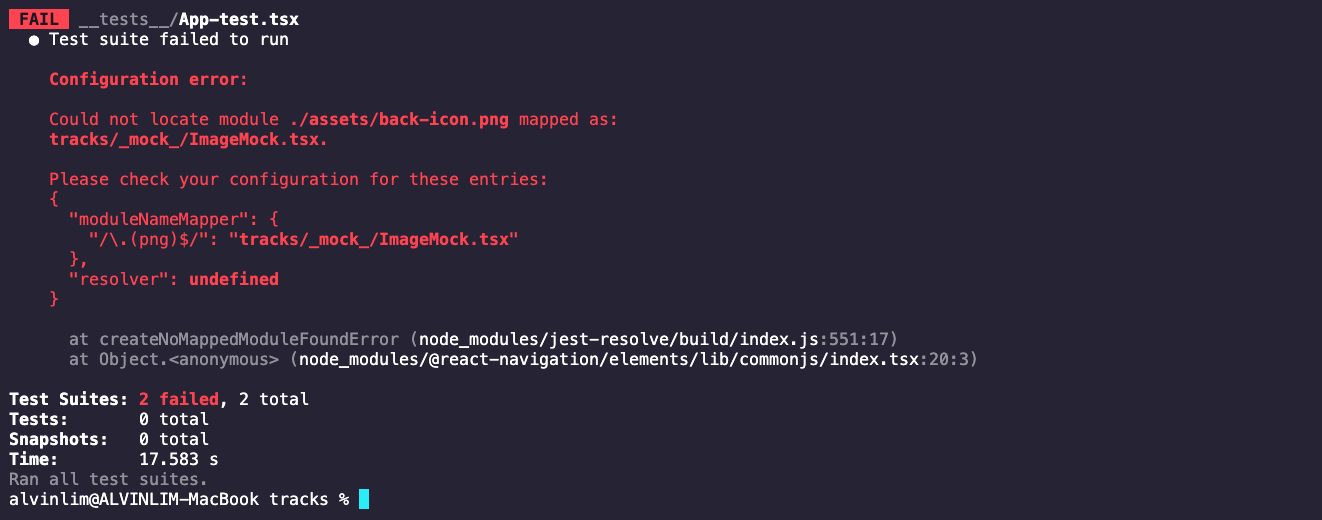 FAIL __tests__/App-test.tsx
● Test suite failed to run
Configuration error:
Could not locate module ./assets/back-icon.png mapped as:
tracks/_mock_/ImageMock.tsx.
Please check your configuration for these entries:
{
"moduleNameMapper": {
"/\.(png)$/": "tracks/_mock_/ImageMock.tsx"
},
"resolver": undefined
}
at createNoMappedModuleFoundError (node_modules/jest-resolve/build/index.js:551:17)
at Object.<anonymous> (node_modules/@react-navigation/elements/lib/commonjs/index.tsx:20:3)
Test Suites: 2 failed, 2 total
Tests: 0 total
Snapshots: 0 total
Time: 17.583 s
Ran all test suites.
alvinlim@ALVINLIM-MacBook tracks %